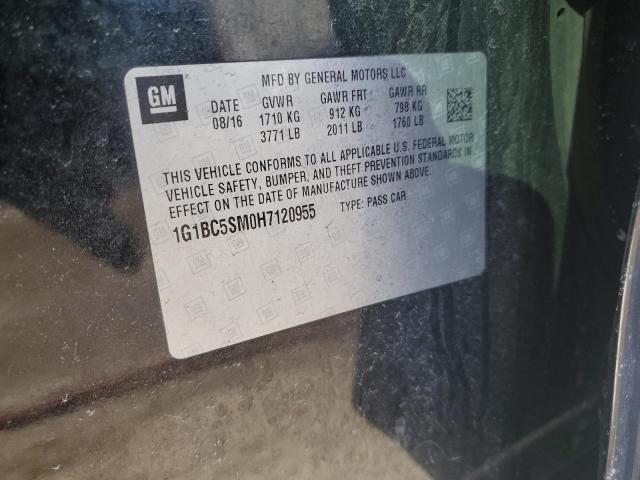 GM
MFD BY GENERAL MOTORS LLC
DATE GVWR GAWR FRT GAWR RR
08/16 1710 KG 912 KG 798 KG
3771 LB 2011 LB 1760 LB
THIS VEHICLE CONFORMS TO ALL APPLICABLE U.S. FEDERAL MOTOR
VEHICLE SAFETY, BUMPER, AND THEFT PREVENTION STANDARDS IN
EFFECT ON THE DATE OF MANUFACTURE SHOWN ABOVE.
1G1BC5SM0H7120955 TYPE: PASS CAR